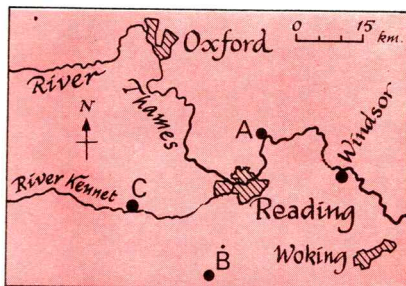 Oxford
0 15
km.
River
Thames
N
A
Windsor
River Kennet
C
Reading
Woking
B